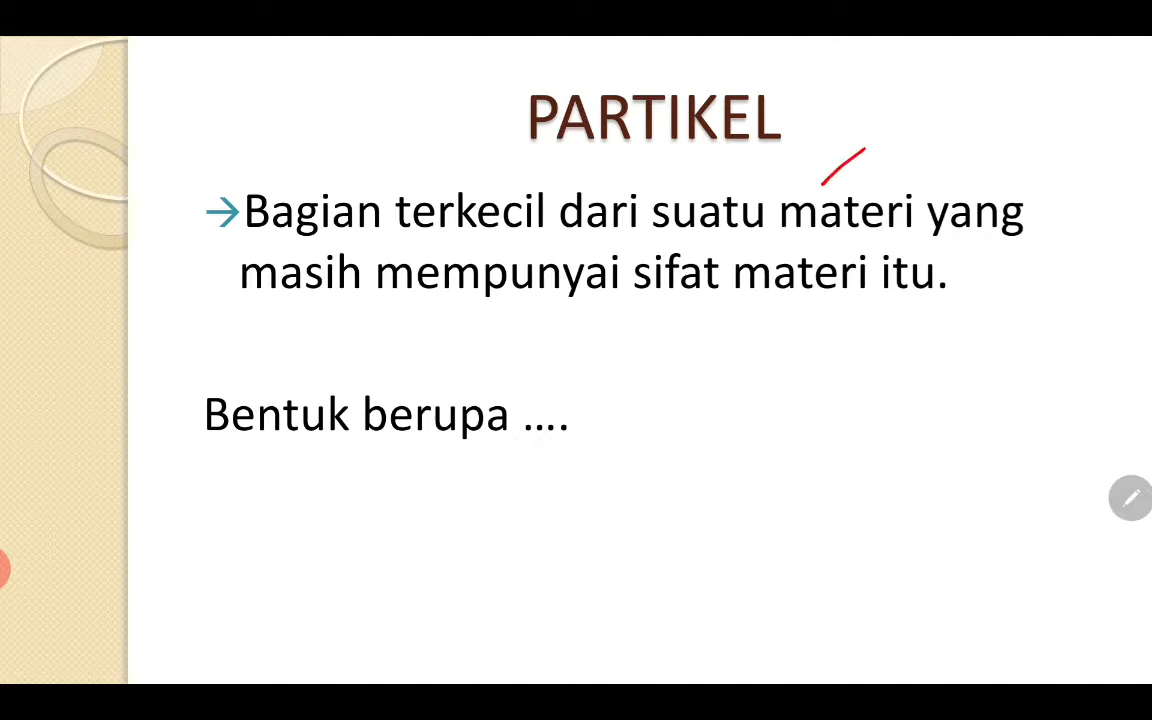 PARTIKEL
→Bagian terkecil dari suatu materi yang
masih mempunyai sifat materi itu.
Bentuk berupa ....